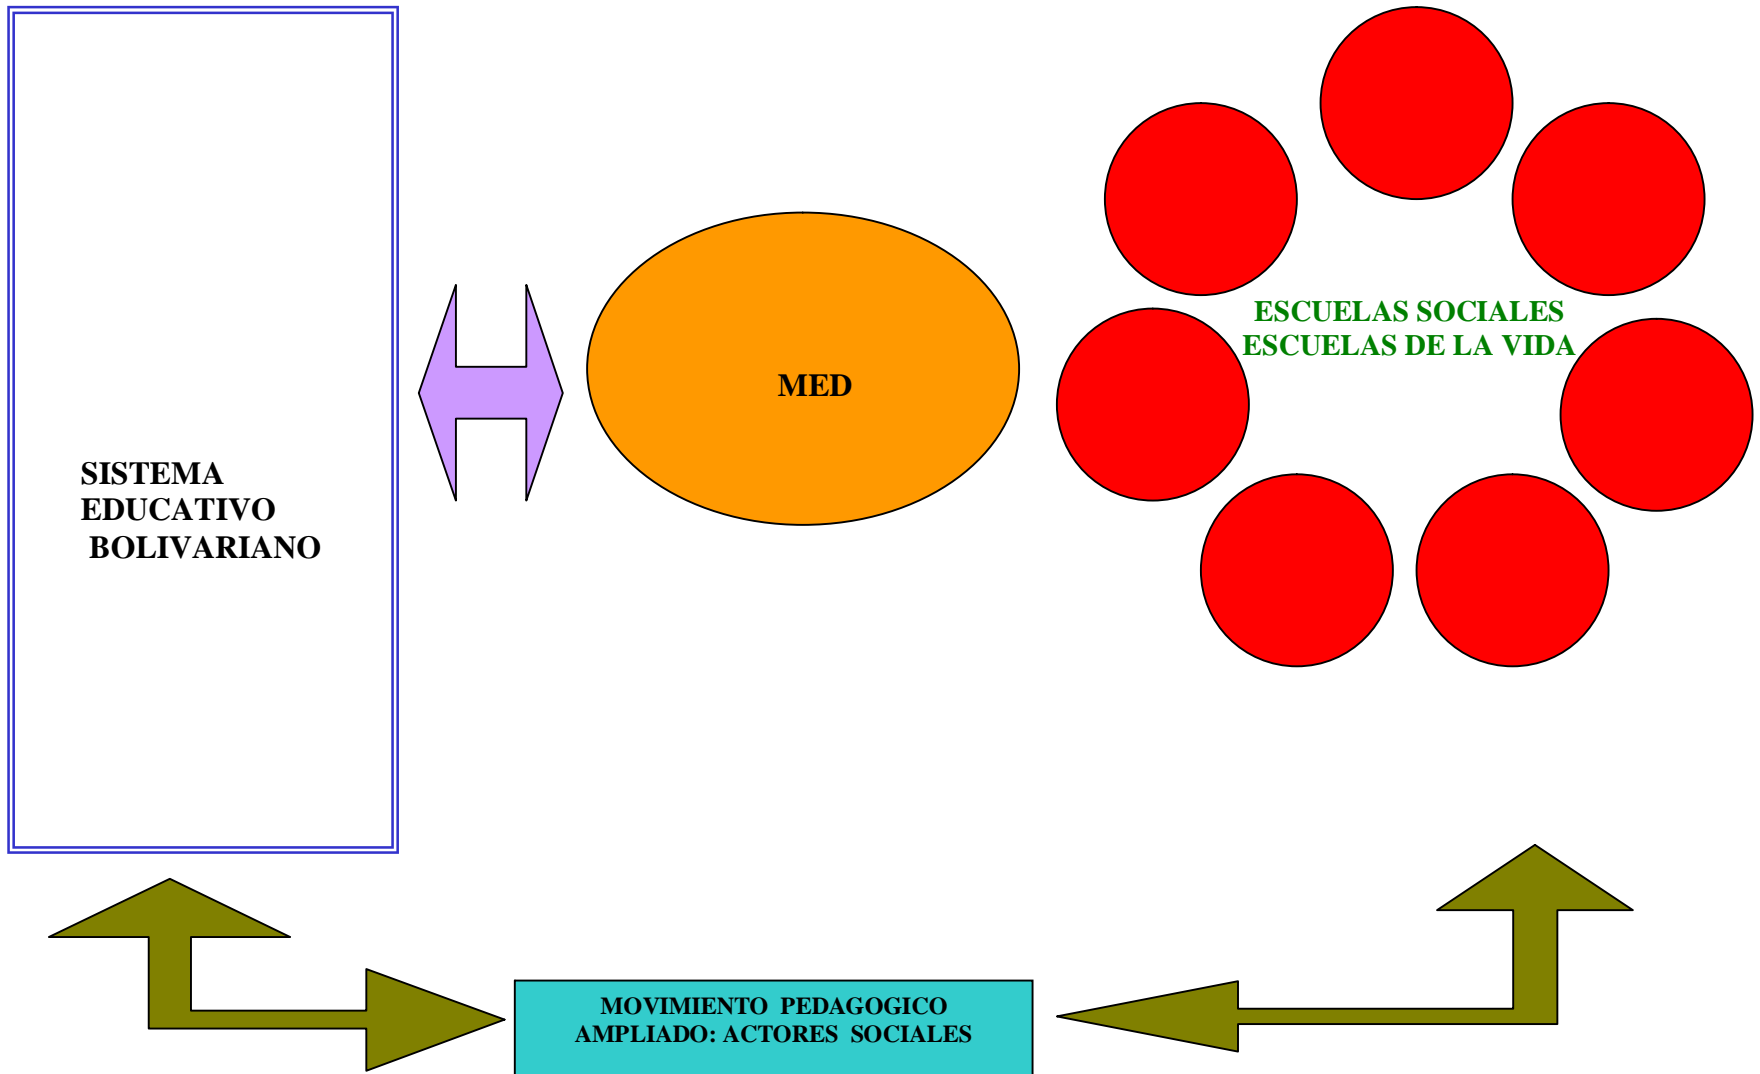 SISTEMA
EDUCATIVO
BOLIVARIANO
MED
ESCUELAS SOCIALES
ESCUELAS DE LA VIDA
MOVIMIENTO PEDAGOGICO
AMPLIADO: ACTORES SOCIALES